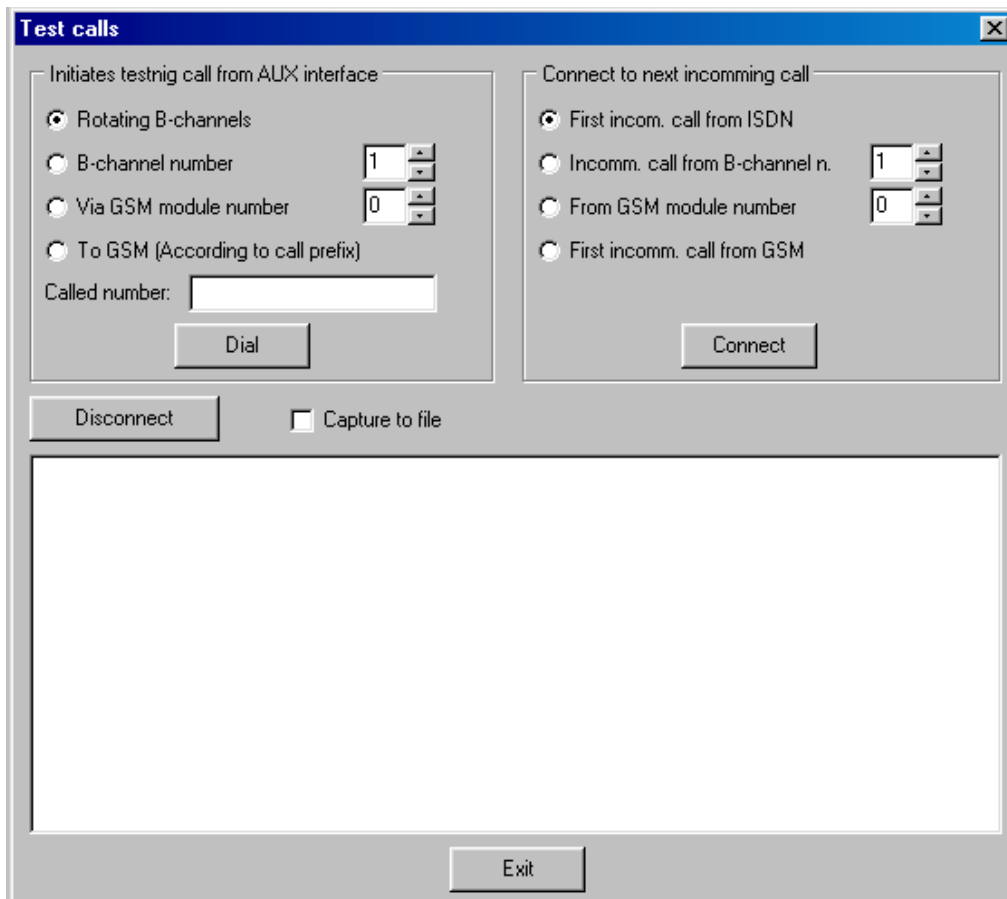 Test calls
Initiates testnig call from AUX interface
Rotating B-channels
B-channel number 1
Via GSM module number 0
To GSM (According to call prefix)
Called number:
Dial
Connect to next incomming call
First incom. call from ISDN
Incomm. call from B-channel n. 1
From GSM module number 0
First incomm. call from GSM
Connect
Disconnect
Capture to file
Exit